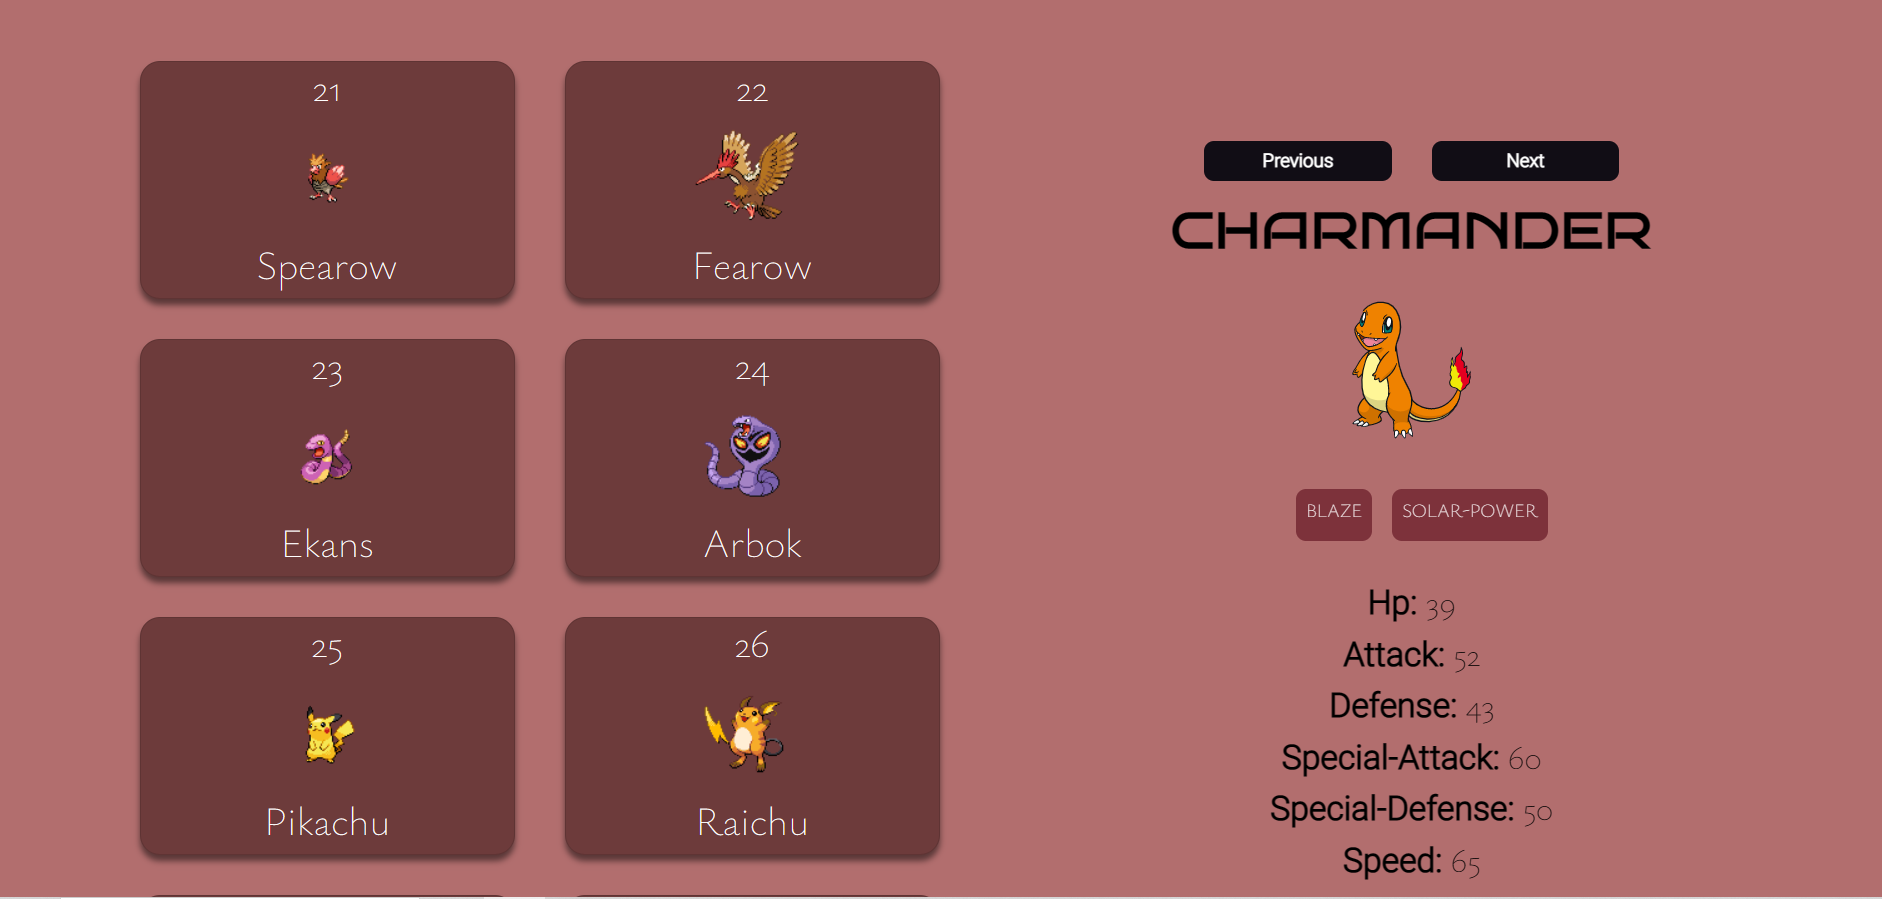 21
22
Spearow
Fearow
23
24
Ekans
Arbok
25
26
Pikachu
Raichu
Previous
Next
CHARMANDER
BLAZE
SOLAR-POWER
Hp: 39
Attack: 52
Defense: 43
Special-Attack: 60
Special-Defense: 50
Speed: 65